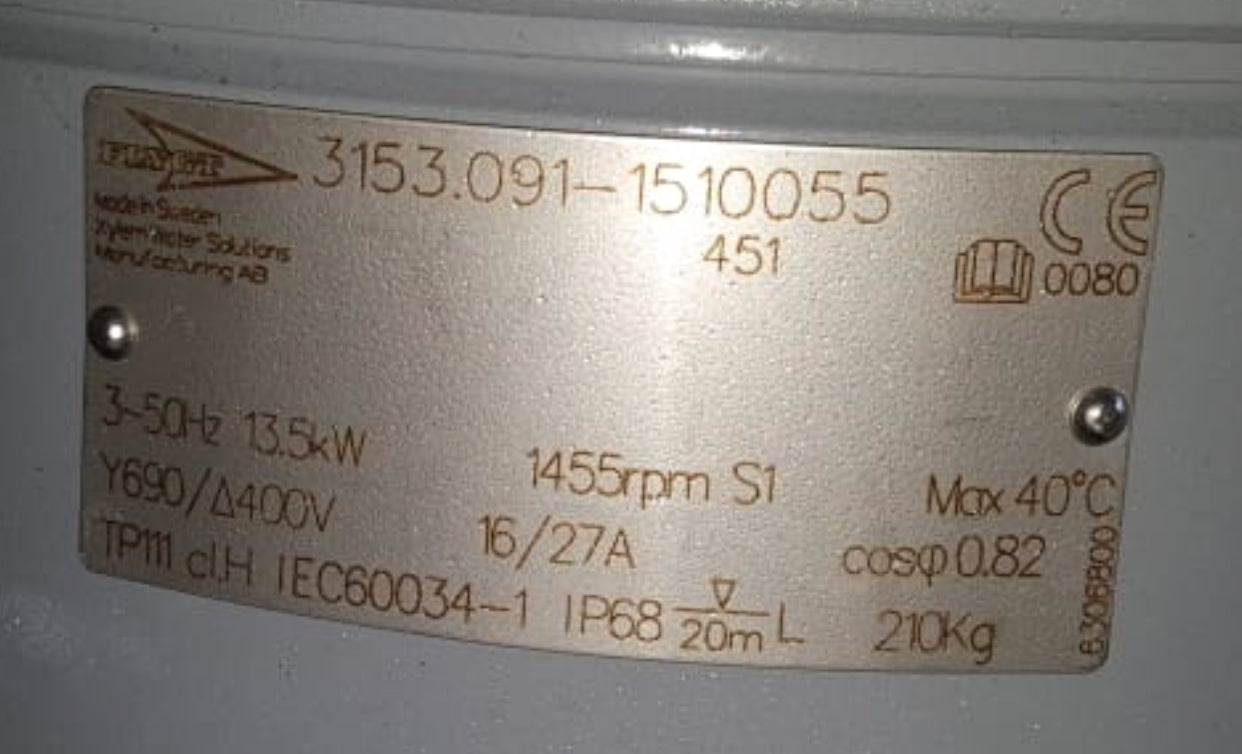 FLYGT
3153.091-1510055
451
CE
0080
Made in Sweden
Xylem Water Solutions
Manufacturing AB
3~50Hz 13.5kW 1455rpm S1 Max 40°C
Y690/Δ400V 16/27A cosφ 0.82
TP111 cl.H IEC60034-1 IP68 ▽ 20m L 210Kg
6306800